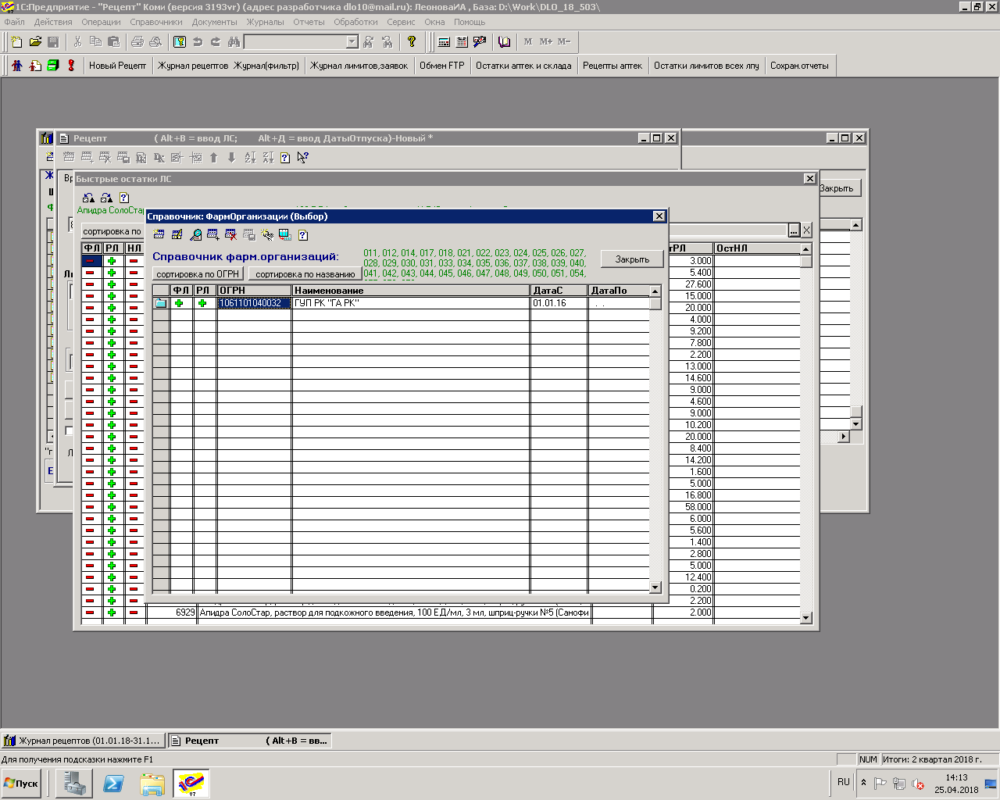 1С:Предприятие - "Рецепт" Коми (версия 3193vr) (адрес разработчика dlo10@mail.ru): ЛеоноваИА , База: D:\Work\DLO_18_503\
Файл Действия Операции Справочники Документы Журналы Отчеты Обработки Сервис Окна Помощь
M M+ M-
Новый Рецепт Журнал рецептов Журнал(фильтр) Журнал лимитов,заявок Обмен FTP Остатки аптек и склада Рецепты аптек Остатки лимитов всех лпу Сохран.отчеты
Рецепт ( Alt+B = ввод ЛС; Alt+Д = ввод ДатыОтпуска)-Новый *
Быстрые остатки ЛС
Закрыть
Апидра СолоСтар
сортировка по
ФЛ РЛ НЛ
тРЛ ОстНЛ
Справочник: ФармОрганизации (Выбор)
Справочник фарм.организаций:
011, 012, 014, 017, 018, 021, 022, 023, 024, 025, 026, 027,
028, 029, 030, 031, 033, 034, 035, 036, 037, 038, 039, 040,
041, 042, 043, 044, 045, 046, 047, 048, 049, 050, 051, 054,
Закрыть
сортировка по ОГРН сортировка по названию
ФЛ РЛ ОГРН Наименование ДатаС ДатаПо
1061101040032 ГУП РК "ГА РК" 01.01.16 . .
3.000
5.400
27.600
15.000
20.000
4.000
9.200
7.800
2.200
13.000
14.600
9.000
4.600
9.000
10.200
20.000
8.400
14.200
1.600
5.000
16.800
58.000
6.000
5.600
1.400
2.800
5.000
12.400
0.200
2.200
6929 Апидра СолоСтар, раствор для подкожного введения, 100 ЕД/мл, 3 мл, шприц-ручки №5 (Санофи 2.000
Журнал рецептов (01.01.18-31.1... Рецепт ( Alt+B = вв...
Для получения подсказки нажмите F1
NUM Итоги: 2 квартал 2018 г.
Пуск
RU
14:13
25.04.2018